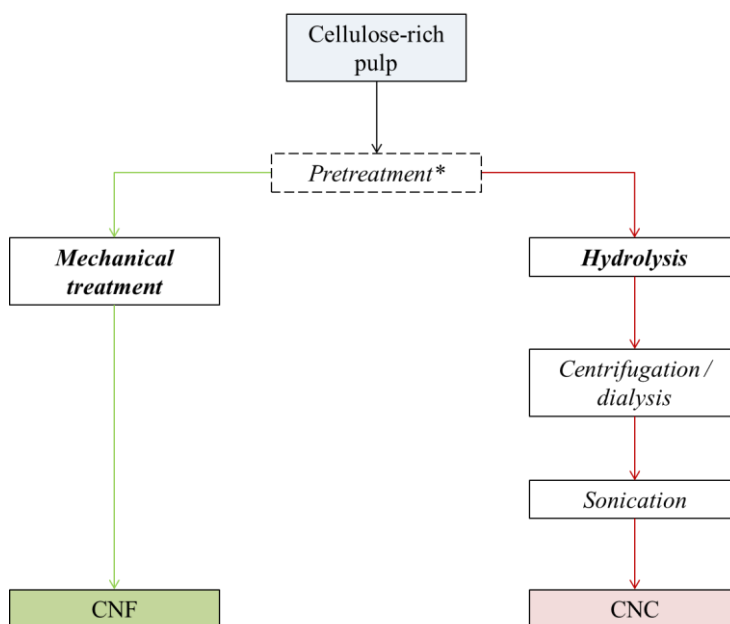 Cellulose-rich
pulp
Pretreatment*
Mechanical
treatment
Hydrolysis
Centrifugation /
dialysis
Sonication
CNF
CNC